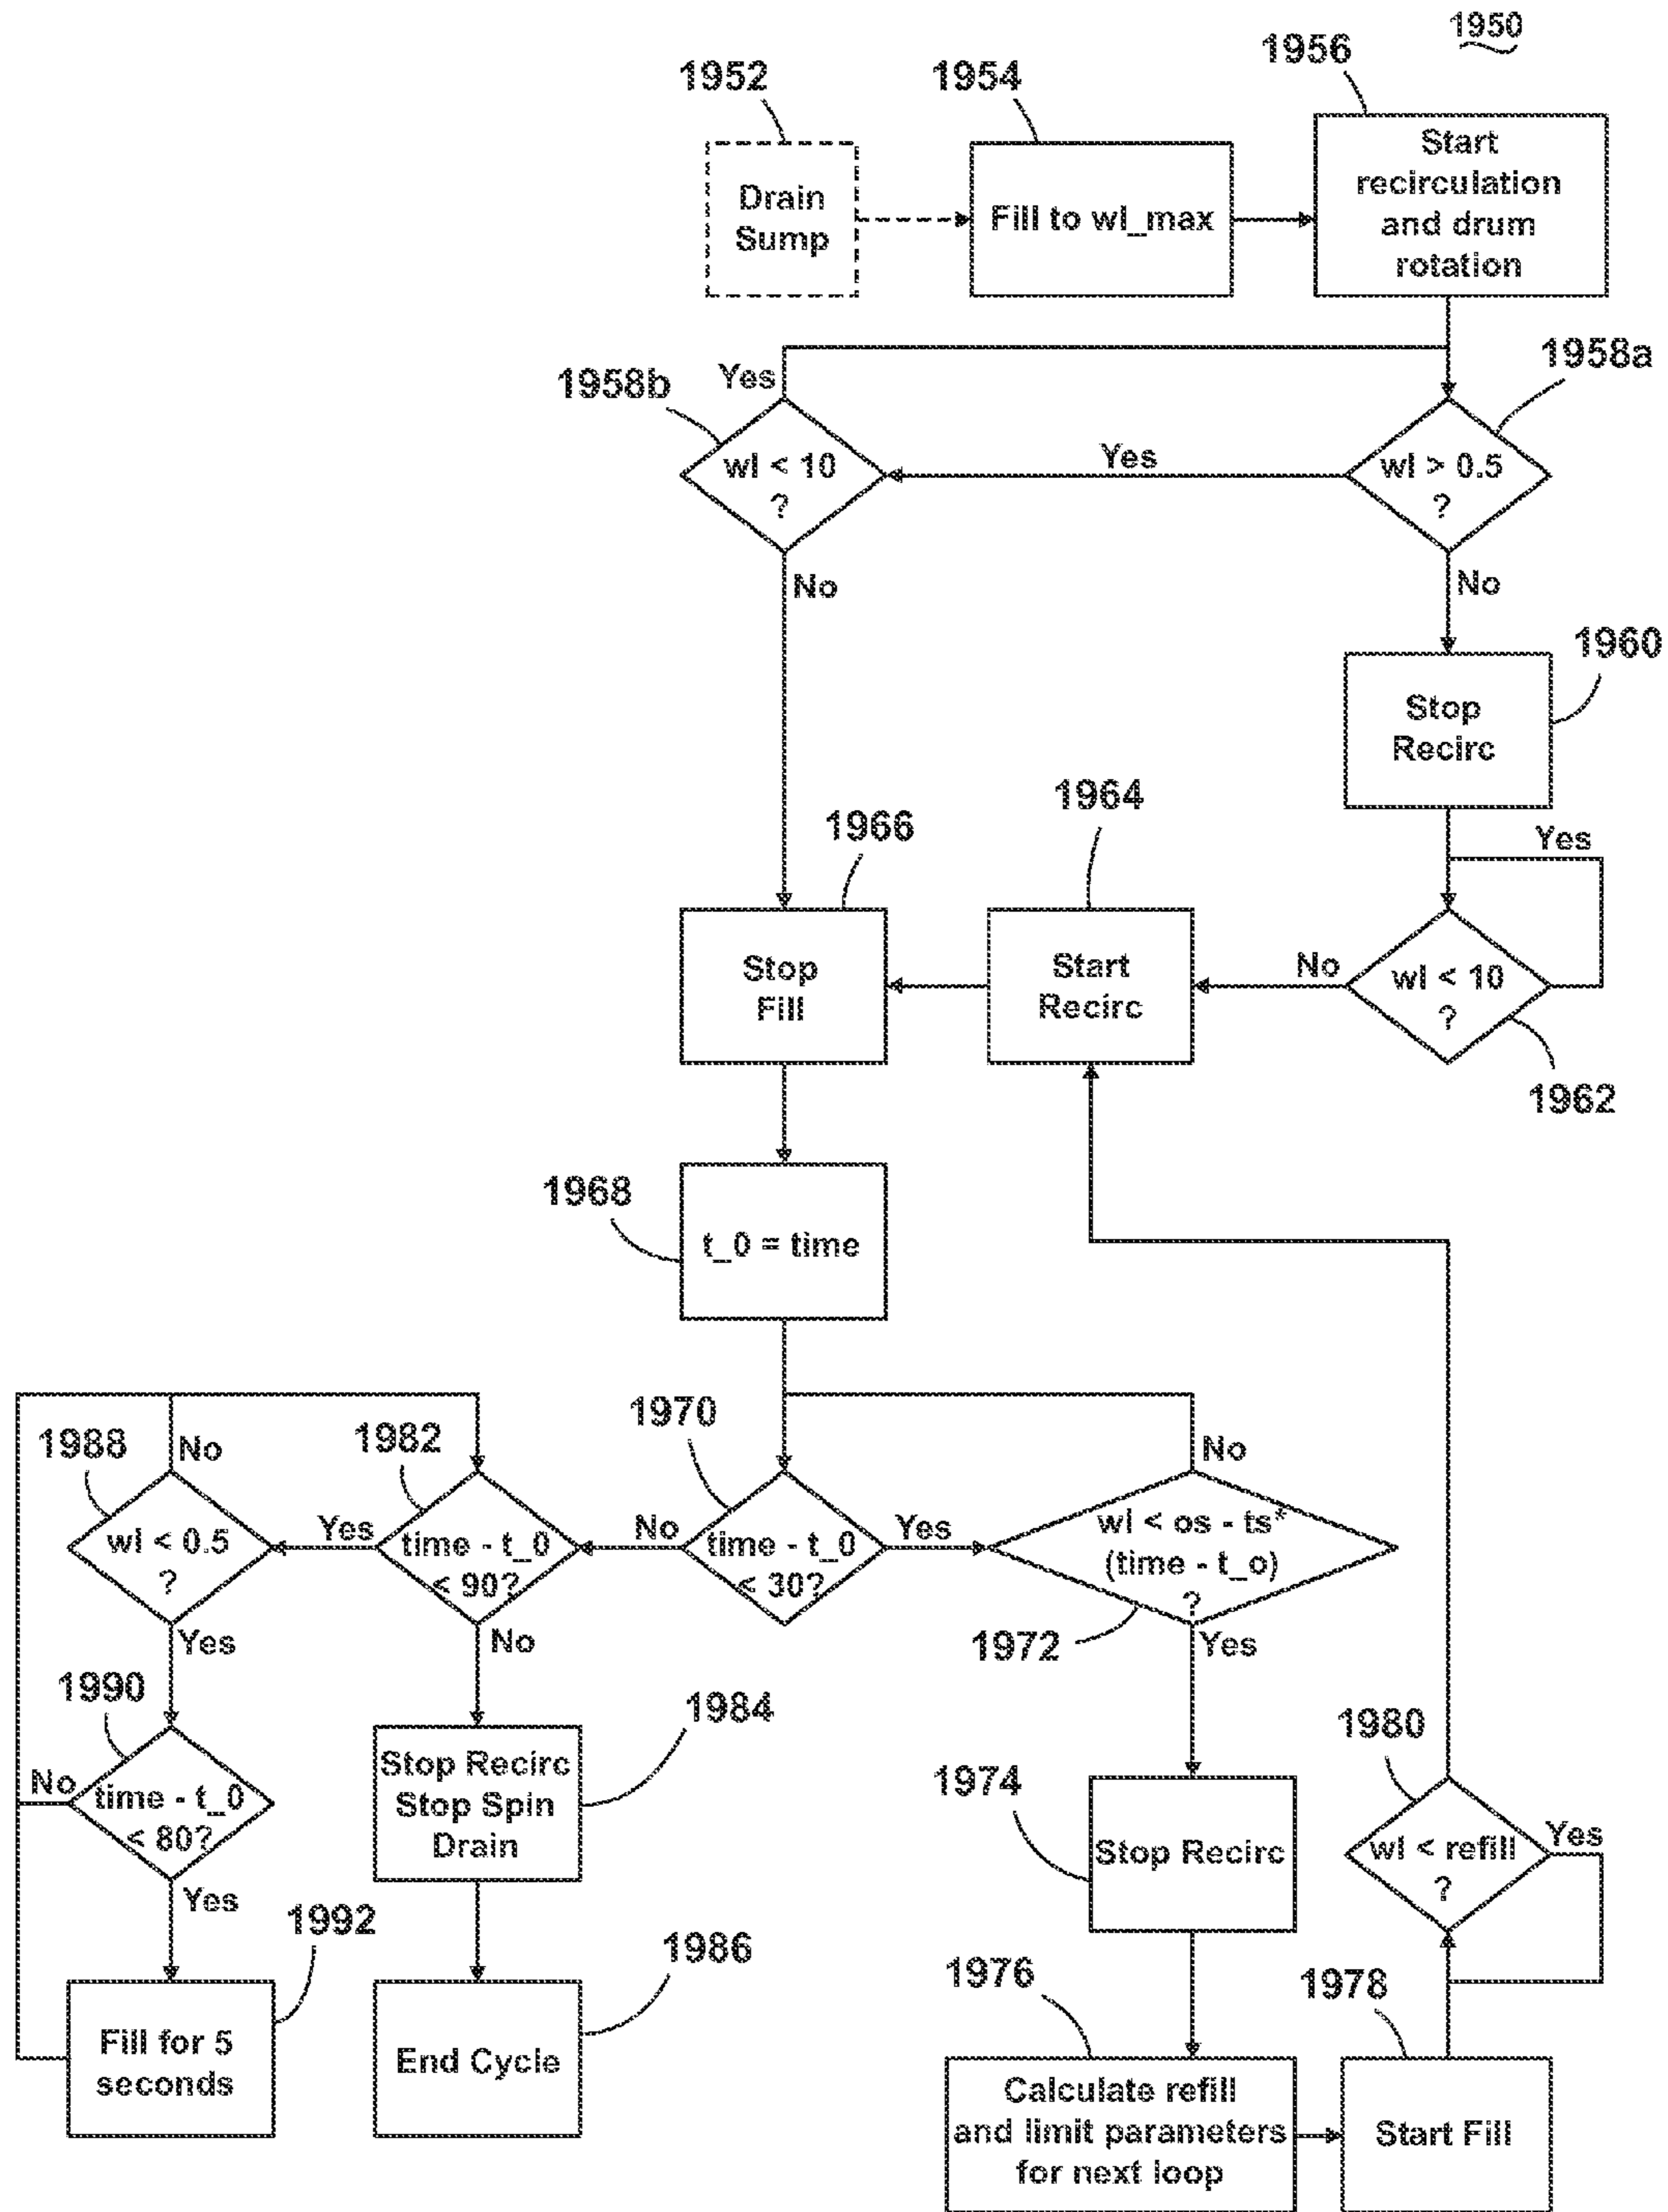 1950
1952
1954
1956
Drain
Sump
Fill to wl_max
Start
recirculation
and drum
rotation
1958b
Yes
1958a
wl < 10
?
Yes
wl > 0.5
?
No
No
1960
Stop
Recirc
1966
1964
Yes
Stop
Fill
Start
Recirc
No
wl < 10
?
1962
1968
t_0 = time
1988
No
1982
1970
No
wl < 0.5
?
Yes
time - t_0
< 90?
No
time - t_0
< 30?
Yes
wl < os - ts*
(time - t_o)
?
1972
Yes
Yes
No
1990
1984
1980
No
time - t_0
< 80?
Stop Recirc
Stop Spin
Drain
1974
Stop Recirc
wl < refill
?
Yes
Yes
1992
1986
1976
1978
Fill for 5
seconds
End Cycle
Calculate refill
and limit parameters
for next loop
Start Fill